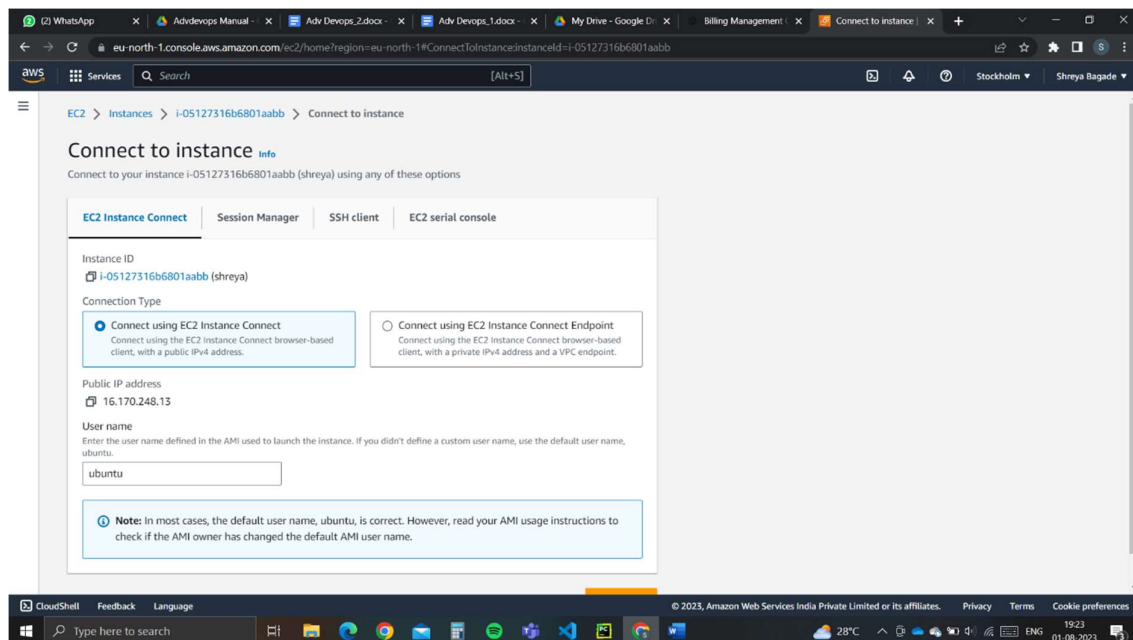 (2) WhatsApp
Advdevops Manual - G
Adv Devops_2.docx -
Adv Devops_1.docx -
My Drive - Google Dri
Billing Management C
Connect to instance |
eu-north-1.console.aws.amazon.com/ec2/home?region=eu-north-1#ConnectToInstance:instanceId=i-05127316b6801aabb
S
aws
Services
Search
[Alt+S]
Stockholm
Shreya Bagade
EC2 > Instances > i-05127316b6801aabb > Connect to instance
Connect to instance Info
Connect to your instance i-05127316b6801aabb (shreya) using any of these options
EC2 Instance Connect
Session Manager
SSH client
EC2 serial console
Instance ID
i-05127316b6801aabb (shreya)
Connection Type
Connect using EC2 Instance Connect
Connect using the EC2 Instance Connect browser-based
client, with a public IPv4 address.
Connect using EC2 Instance Connect Endpoint
Connect using the EC2 Instance Connect browser-based
client, with a private IPv4 address and a VPC endpoint.
Public IP address
16.170.248.13
User name
Enter the user name defined in the AMI used to launch the instance. If you didn't define a custom user name, use the default user name,
ubuntu.
ubuntu
Note: In most cases, the default user name, ubuntu, is correct. However, read your AMI usage instructions to
check if the AMI owner has changed the default AMI user name.
CloudShell
Feedback
Language
© 2023, Amazon Web Services India Private Limited or its affiliates.
Privacy
Terms
Cookie preferences
Type here to search
28°C
ENG
19:23
01-08-2023